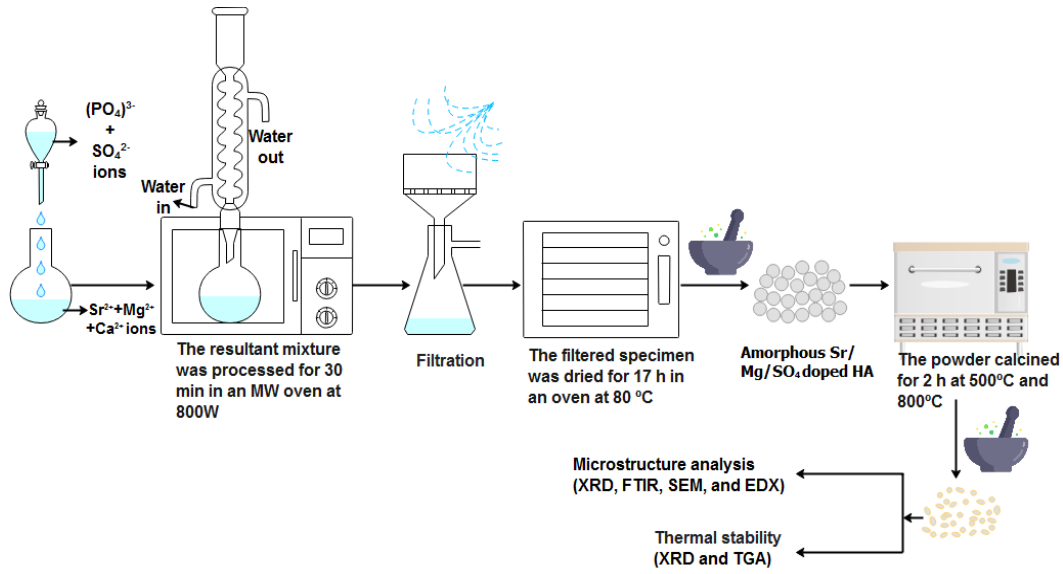 (PO₄)³⁻
+
SO₄²⁻
ions
Sr²⁺+Mg²⁺
+Ca²⁺ ions
Water
in
Water
out
The resultant mixture
was processed for 30
min in an MW oven at
800W
Filtration
The filtered specimen
was dried for 17 h in
an oven at 80 ⁰C
Amorphous Sr/
Mg/SO₄ doped HA
The powder calcined
for 2 h at 500⁰C and
800⁰C
Microstructure analysis
(XRD, FTIR, SEM, and EDX)
Thermal stability
(XRD and TGA)